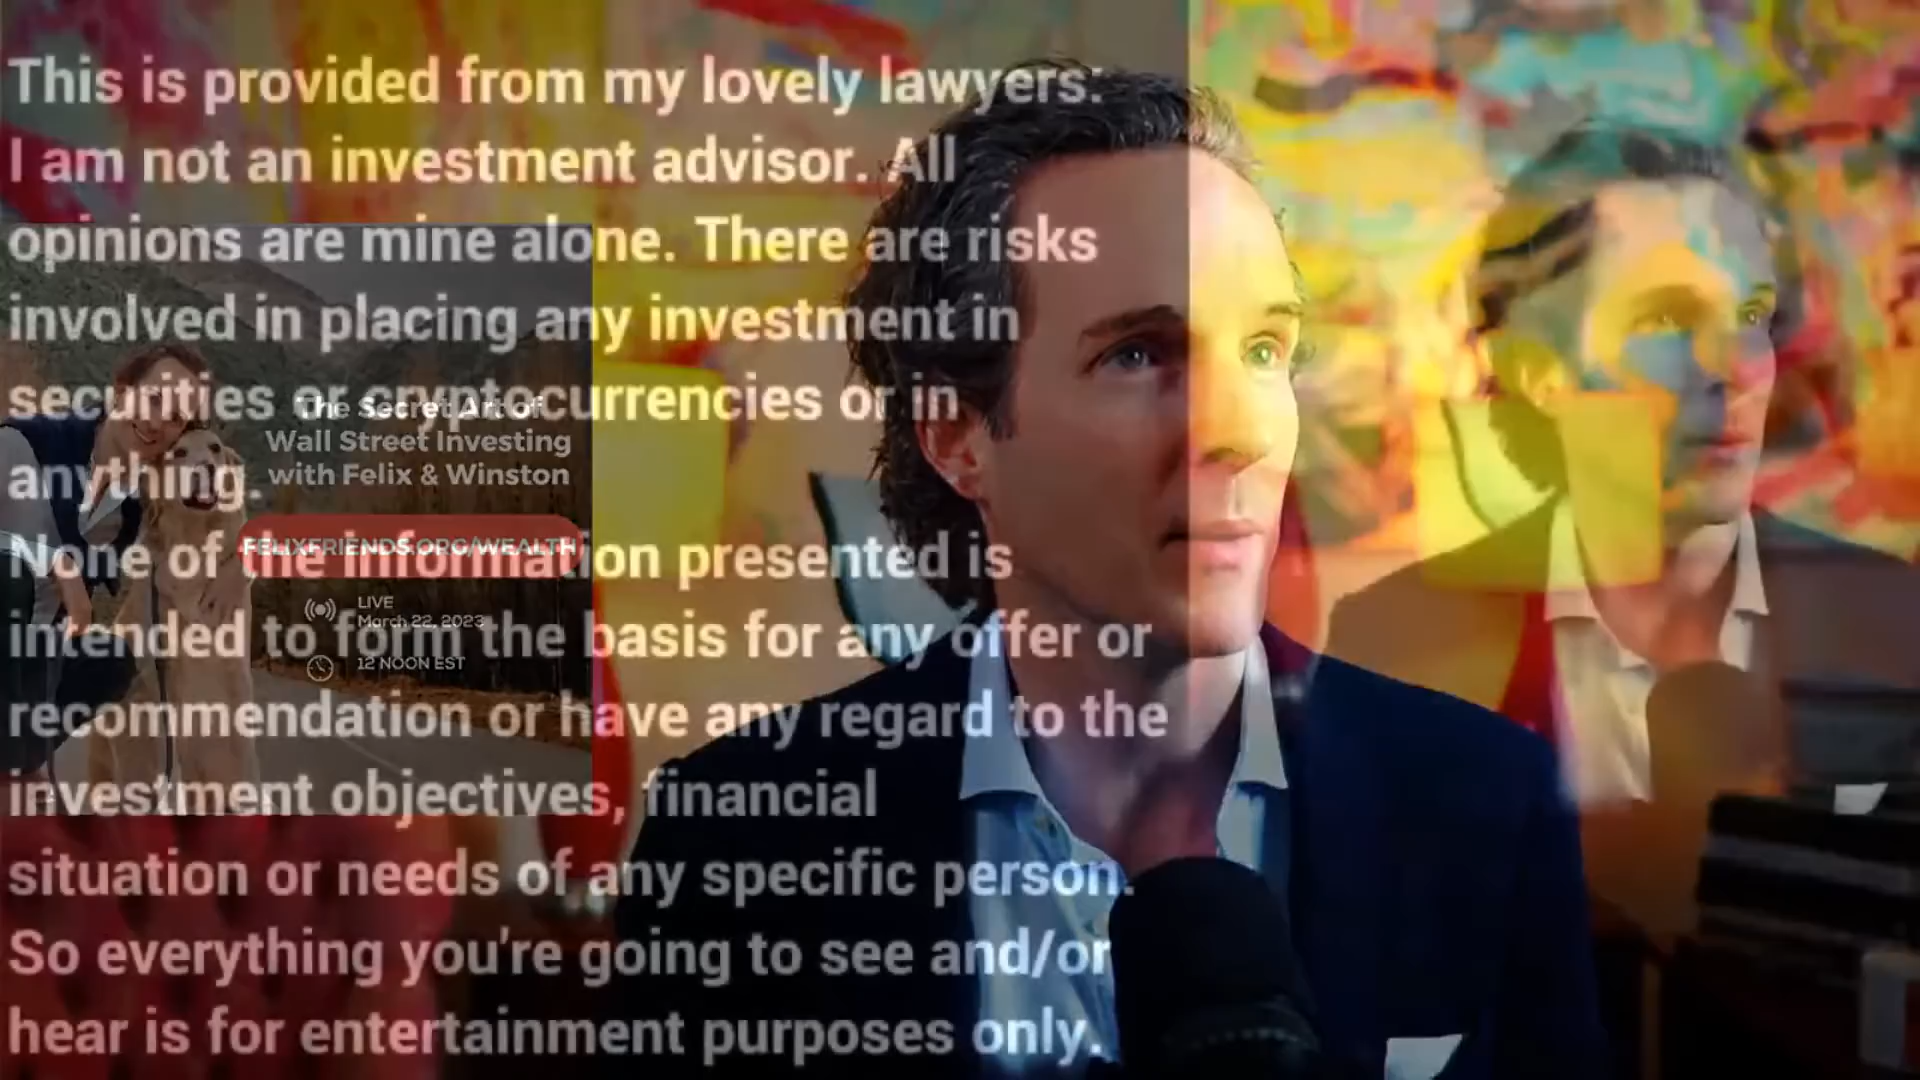 This is provided from my lovely lawyers:
I am not an investment advisor. All
opinions are mine alone. There are risks
involved in placing any investment in
securities or cryptocurrencies or in
anything.
None of the information presented is
intended to form the basis for any offer or
recommendation or have any regard to the
investment objectives, financial
situation or needs of any specific person.
So everything you're going to see and/or
hear is for entertainment purposes only.
The Secret Art of
Wall Street Investing
with Felix & Winston
FELIXFRIENDS.ORG/WEALTH
LIVE
March 22, 2023
12 NOON EST